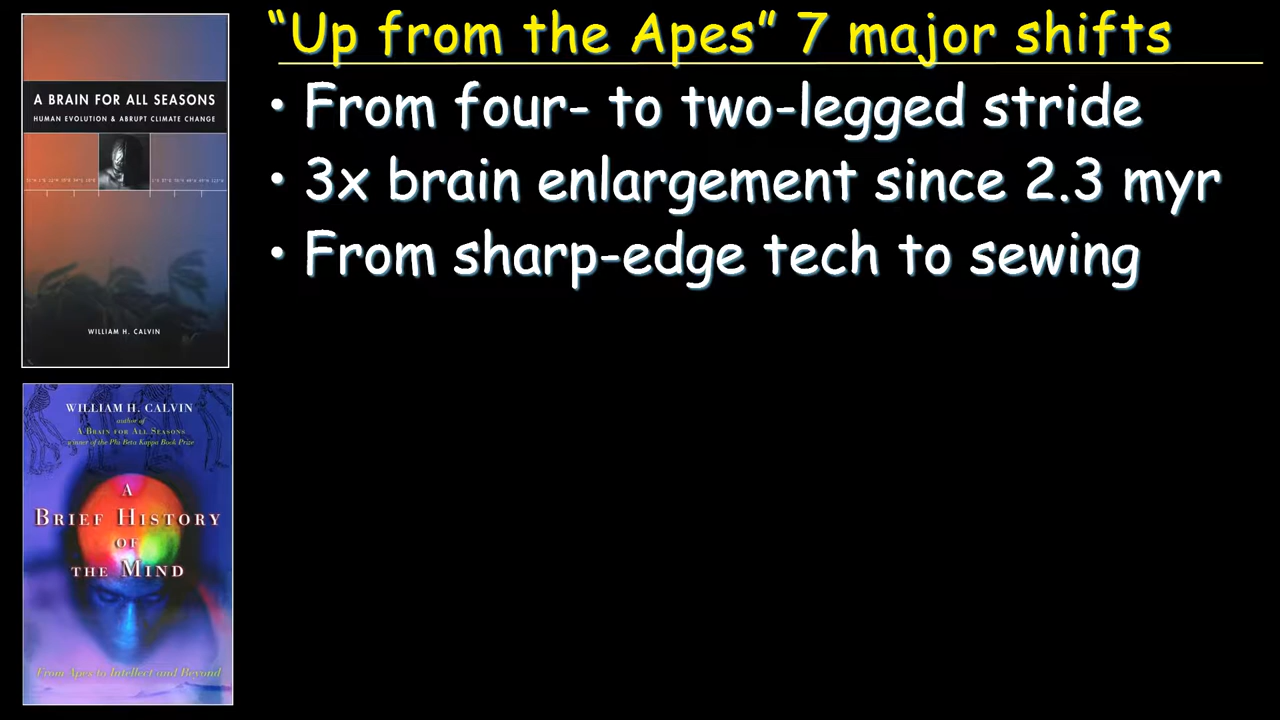 “Up from the Apes” 7 major shifts
• From four- to two-legged stride
• 3x brain enlargement since 2.3 myr
• From sharp-edge tech to sewing
A BRAIN FOR ALL SEASONS
HUMAN EVOLUTION & ABRUPT CLIMATE CHANGE
WILLIAM H. CALVIN
WILLIAM H. CALVIN
author of
A BRAIN FOR ALL SEASONS
winner of the Phi Beta Kappa Book Prize
A
BRIEF HISTORY
OF
THE MIND
From Apes to Intellect and Beyond